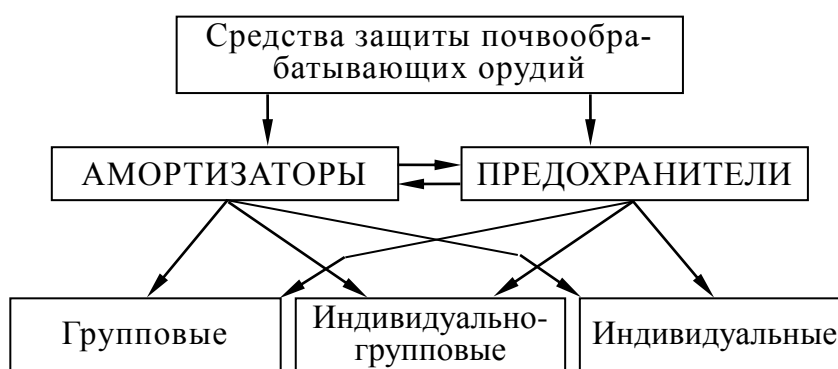 Средства защиты почвообра-
батывающих орудий
АМОРТИЗАТОРЫ
ПРЕДОХРАНИТЕЛИ
Групповые
Индивидуально-
групповые
Индивидуальные